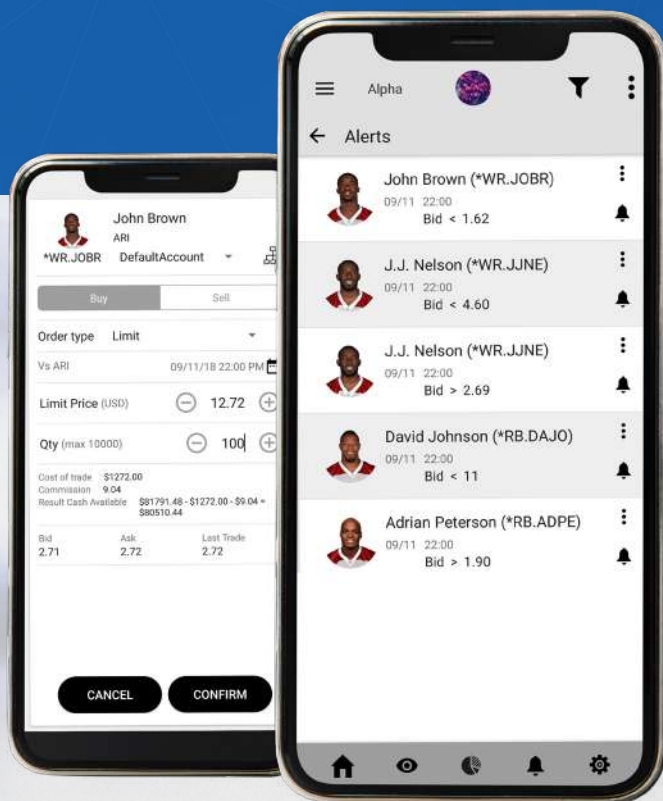 John Brown
ARI
*WR.JOBR DefaultAccount
Buy Sell
Order type Limit
Vs ARI 09/11/18 22:00 PM
Limit Price (USD) 12.72
Qty (max 10000) 100
Cost of trade $1272.00
Commission 9.04
Result Cash Available $81791.48 - $1272.00 - $9.04 =
$80510.44
Bid Ask Last Trade
2.71 2.72 2.72
CANCEL CONFIRM
Alpha
Alerts
John Brown (*WR.JOBR)
09/11 22:00
Bid < 1.62
J.J. Nelson (*WR.JJNE)
09/11 22:00
Bid < 4.60
J.J. Nelson (*WR.JJNE)
09/11 22:00
Bid > 2.69
David Johnson (*RB.DAJO)
09/11 22:00
Bid < 11
Adrian Peterson (*RB.ADPE)
09/11 22:00
Bid > 1.90